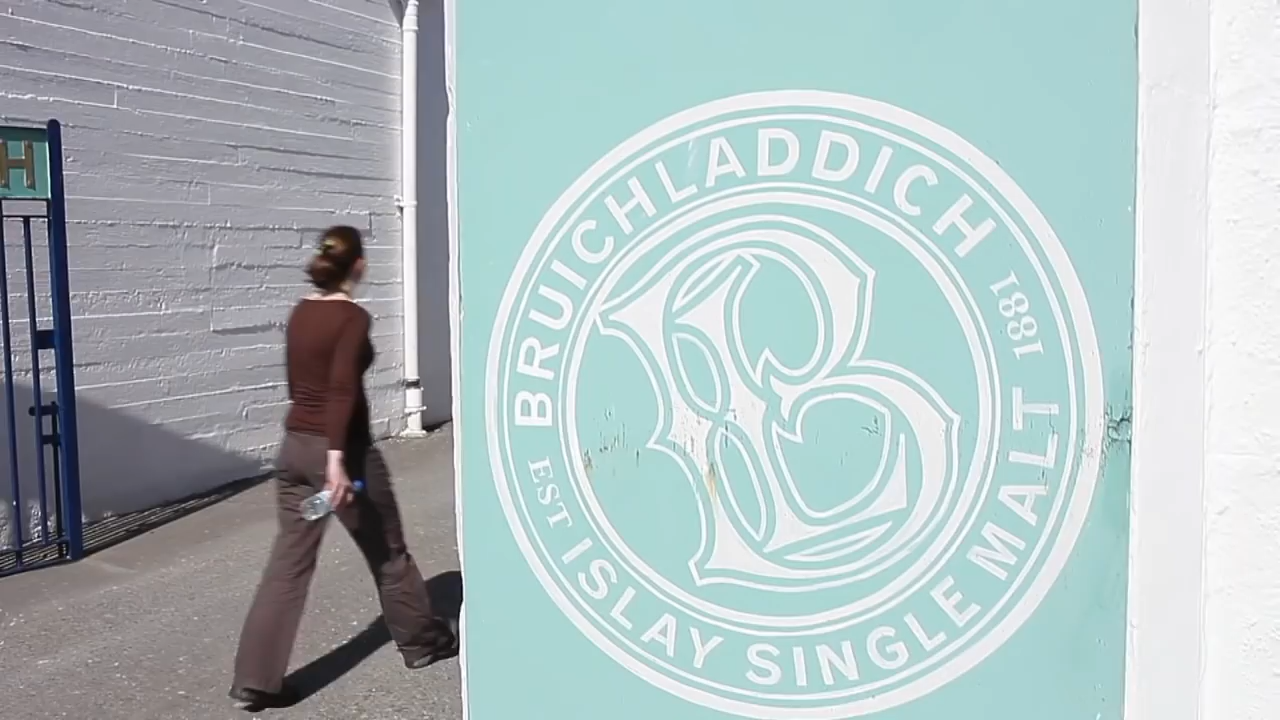 H
BRUICHLADDICH
EST 1881
ISLAY SINGLE MALT
B